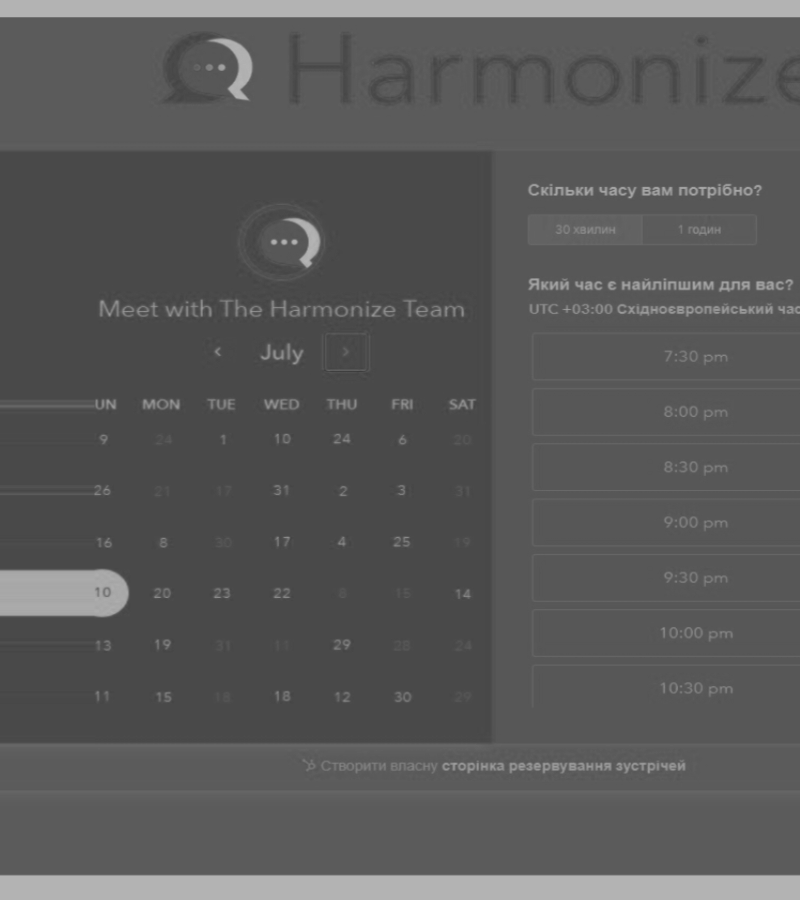 Harmonize
Meet with The Harmonize Team
July
UN MON TUE WED THU FRI SAT
9 24 1 10 24 6 20
26 21 17 31 2 3 31
16 8 30 17 4 25 19
10 20 23 22 8 15 14
13 19 31 11 29 28 24
11 15 18 18 12 30 29
Скільки часу вам потрібно?
30 хвилин 1 годин
Який час є найліпшим для вас?
UTC +03:00 Східноєвропейський час
7:30 pm
8:00 pm
8:30 pm
9:00 pm
9:30 pm
10:00 pm
10:30 pm
Створити власну сторінка резервування зустрічей